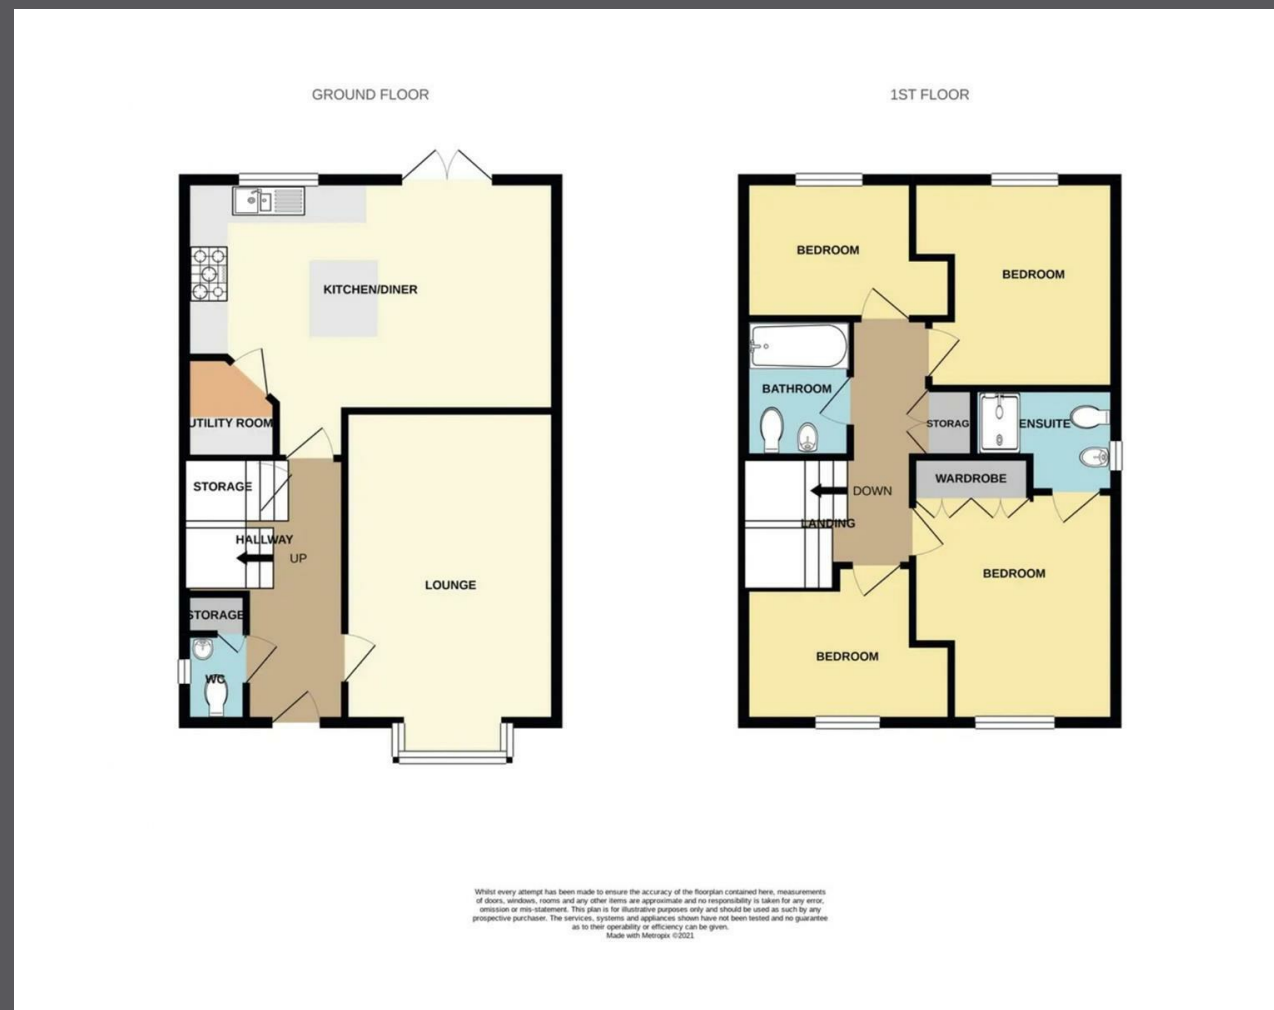 GROUND FLOOR
1ST FLOOR
KITCHEN/DINER
UTILITY ROOM
STORAGE
HALLWAY
UP
STORAGE
WC
LOUNGE
BEDROOM
BEDROOM
BATHROOM
STORAG
ENSUITE
WARDROBE
DOWN
LANDING
BEDROOM
BEDROOM
Whilst every attempt has been made to ensure the accuracy of the floorplan contained here, measurements
of doors, windows, rooms and any other items are approximate and no responsibility is taken for any error,
omission or mis-statement. This plan is for illustrative purposes only and should be used as such by any
prospective purchaser. The services, systems and appliances shown have not been tested and no guarantee
as to their operability or efficiency can be given.
Made with Metropix ©2021